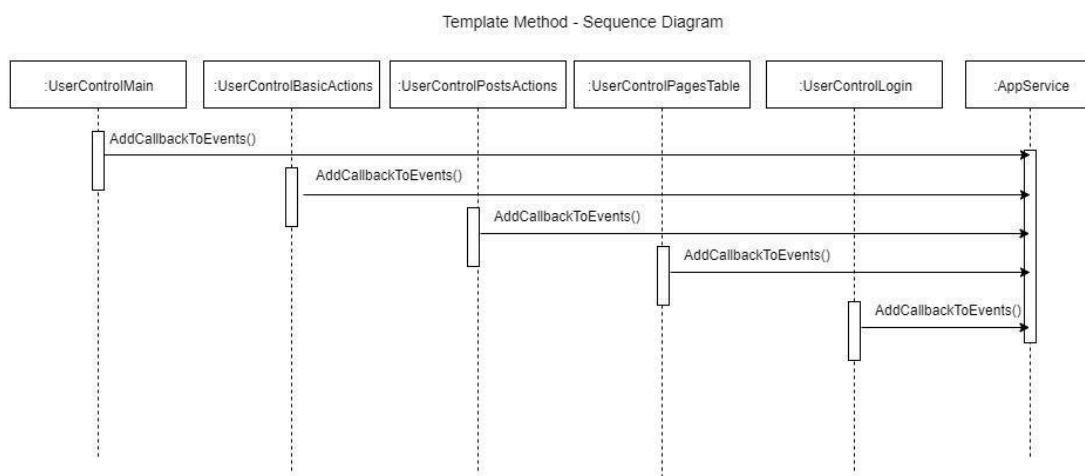 Template Method - Sequence Diagram
:UserControlMain
:UserControlBasicActions
:UserControlPostsActions
:UserControlPagesTable
:UserControlLogin
:AppService
AddCallbackToEvents()
AddCallbackToEvents()
AddCallbackToEvents()
AddCallbackToEvents()
AddCallbackToEvents()